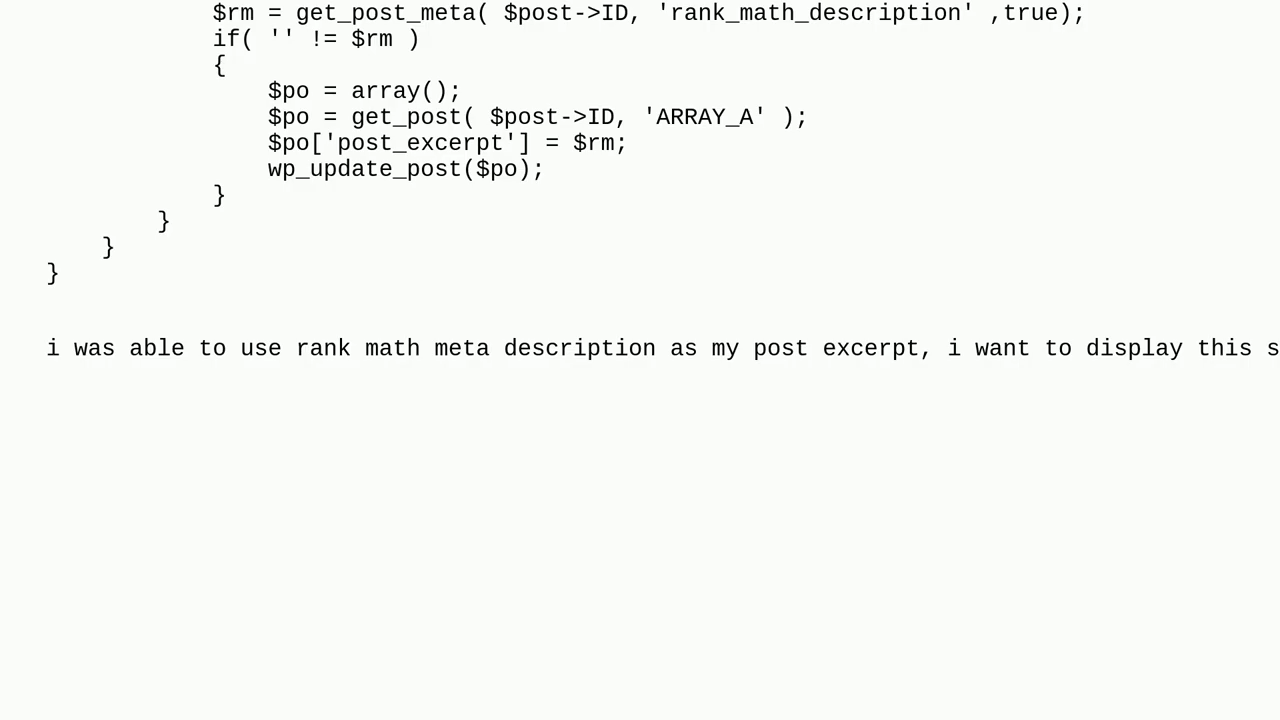 $rm = get_post_meta( $post->ID, 'rank_math_description' ,true);
if( '' != $rm )
{
$po = array();
$po = get_post( $post->ID, 'ARRAY_A' );
$po['post_excerpt'] = $rm;
wp_update_post($po);
}
}
}
}
i was able to use rank math meta description as my post excerpt, i want to display this s